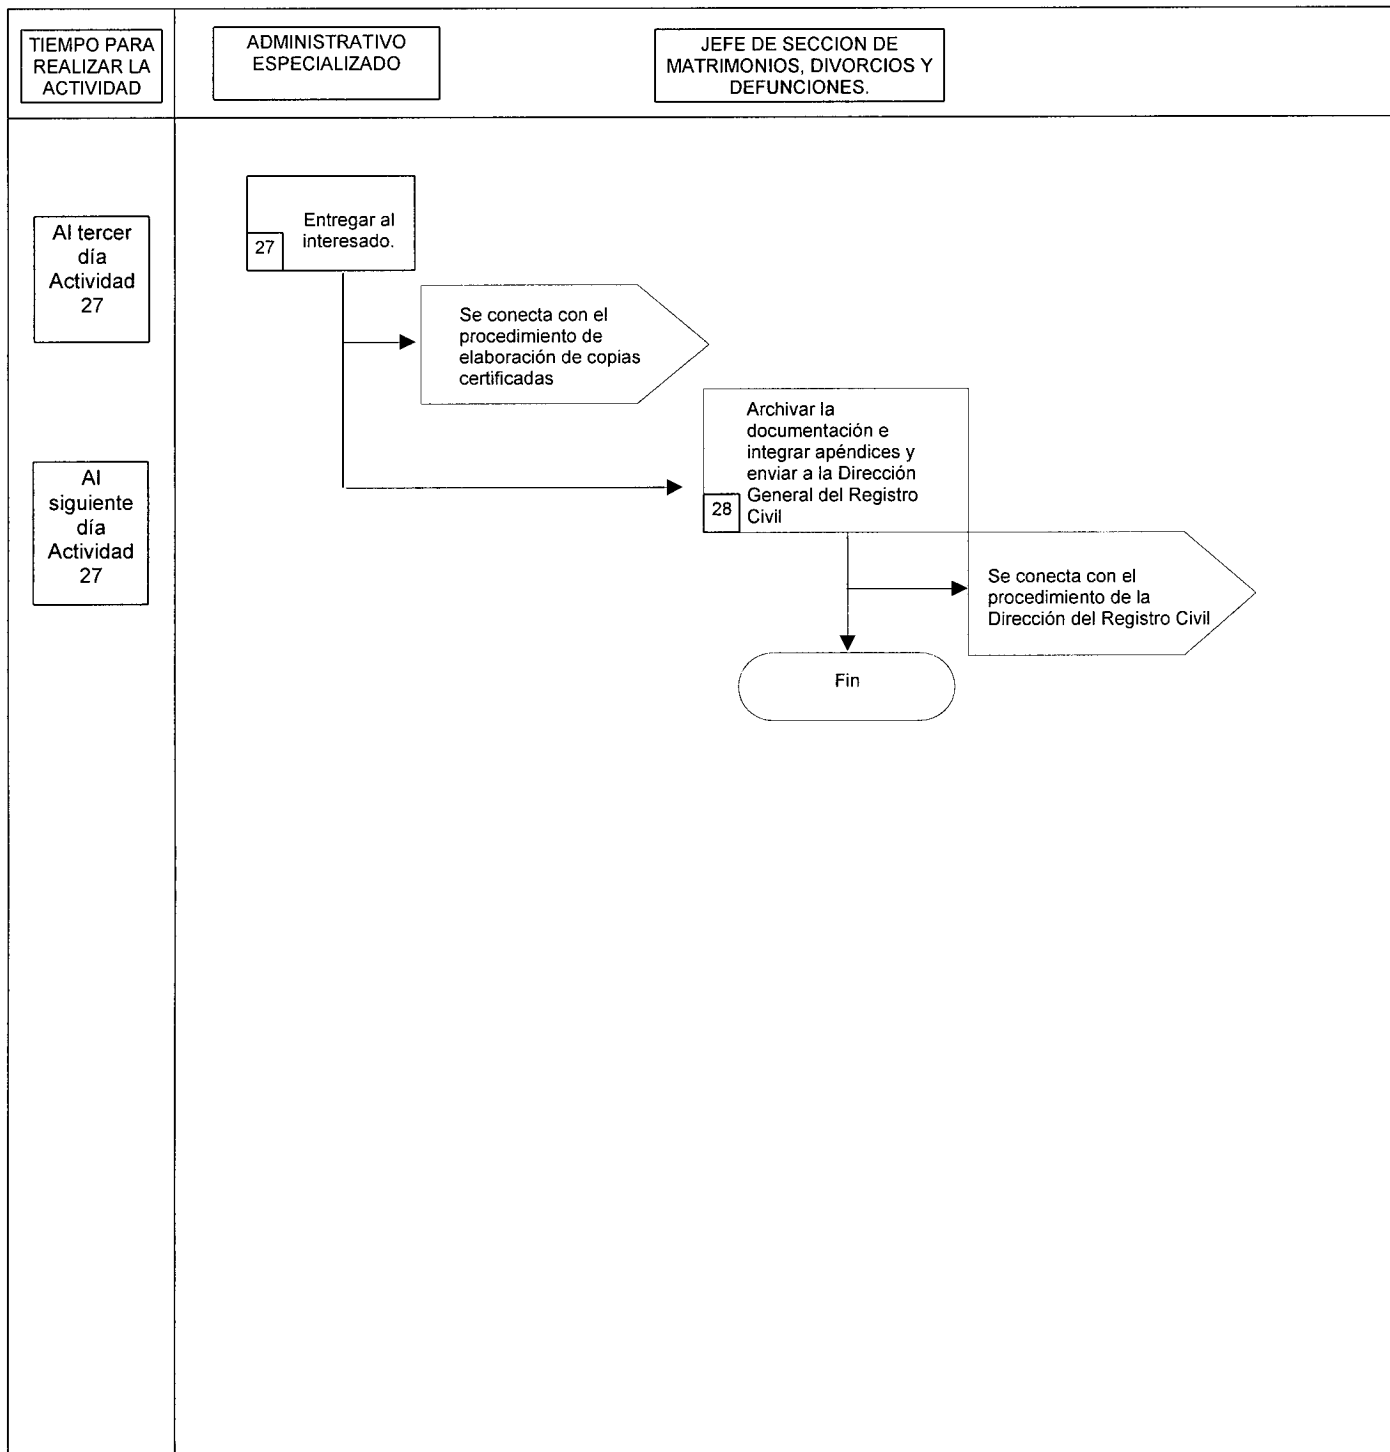 TIEMPO PARA
REALIZAR LA
ACTIVIDAD
ADMINISTRATIVO
ESPECIALIZADO
JEFE DE SECCION DE
MATRIMONIOS, DIVORCIOS Y
DEFUNCIONES.
Al tercer
día
Actividad
27
Entregar al
interesado.
27
Se conecta con el
procedimiento de
elaboración de copias
certificadas
Al
siguiente
día
Actividad
27
Archivar la
documentación e
integrar apéndices y
enviar a la Dirección
General del Registro
Civil
28
Se conecta con el
procedimiento de la
Dirección del Registro Civil
Fin